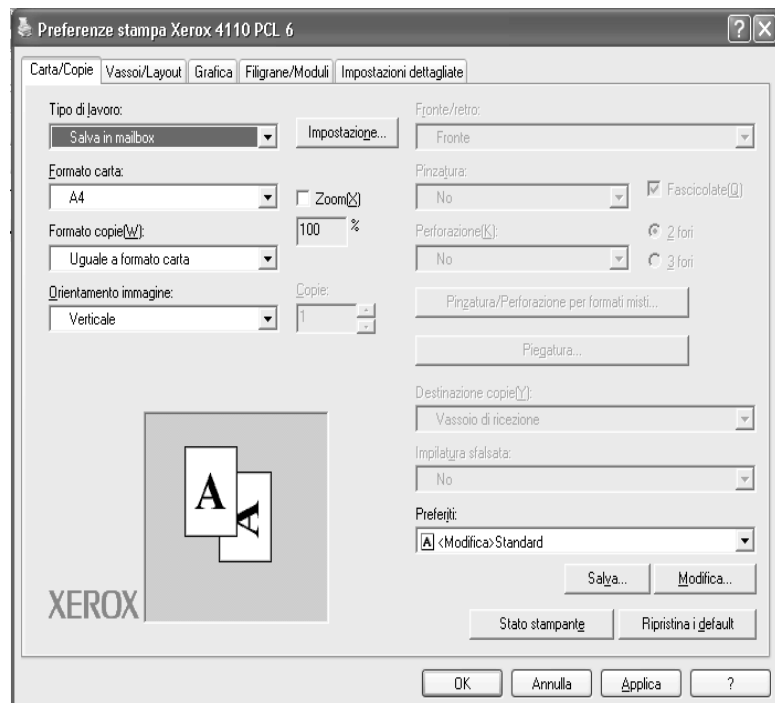 Preferenze stampa Xerox 4110 PCL 6
Carta/Copie Vassoi/Layout Grafica Filigrane/Moduli Impostazioni dettagliate
Tipo di lavoro:
Salva in mailbox
Impostazione...
Formato carta:
A4
Zoom(X)
100 %
Formato copie(W):
Uguale a formato carta
Orientamento immagine:
Verticale
Copie:
1
A
A
XEROX
Fronte/retro:
Fronte
Pinzatura:
No
Fascicolate(Q)
Perforazione(K):
No
2 fori
3 fori
Pinzatura/Perforazione per formati misti...
Piegatura...
Destinazione copie(Y):
Vassoio di ricezione
Impilatura sfalsata:
No
Preferiti:
A <Modifica>Standard
Salva... Modifica...
Stato stampante Ripristina i default
OK Annulla Applica ?